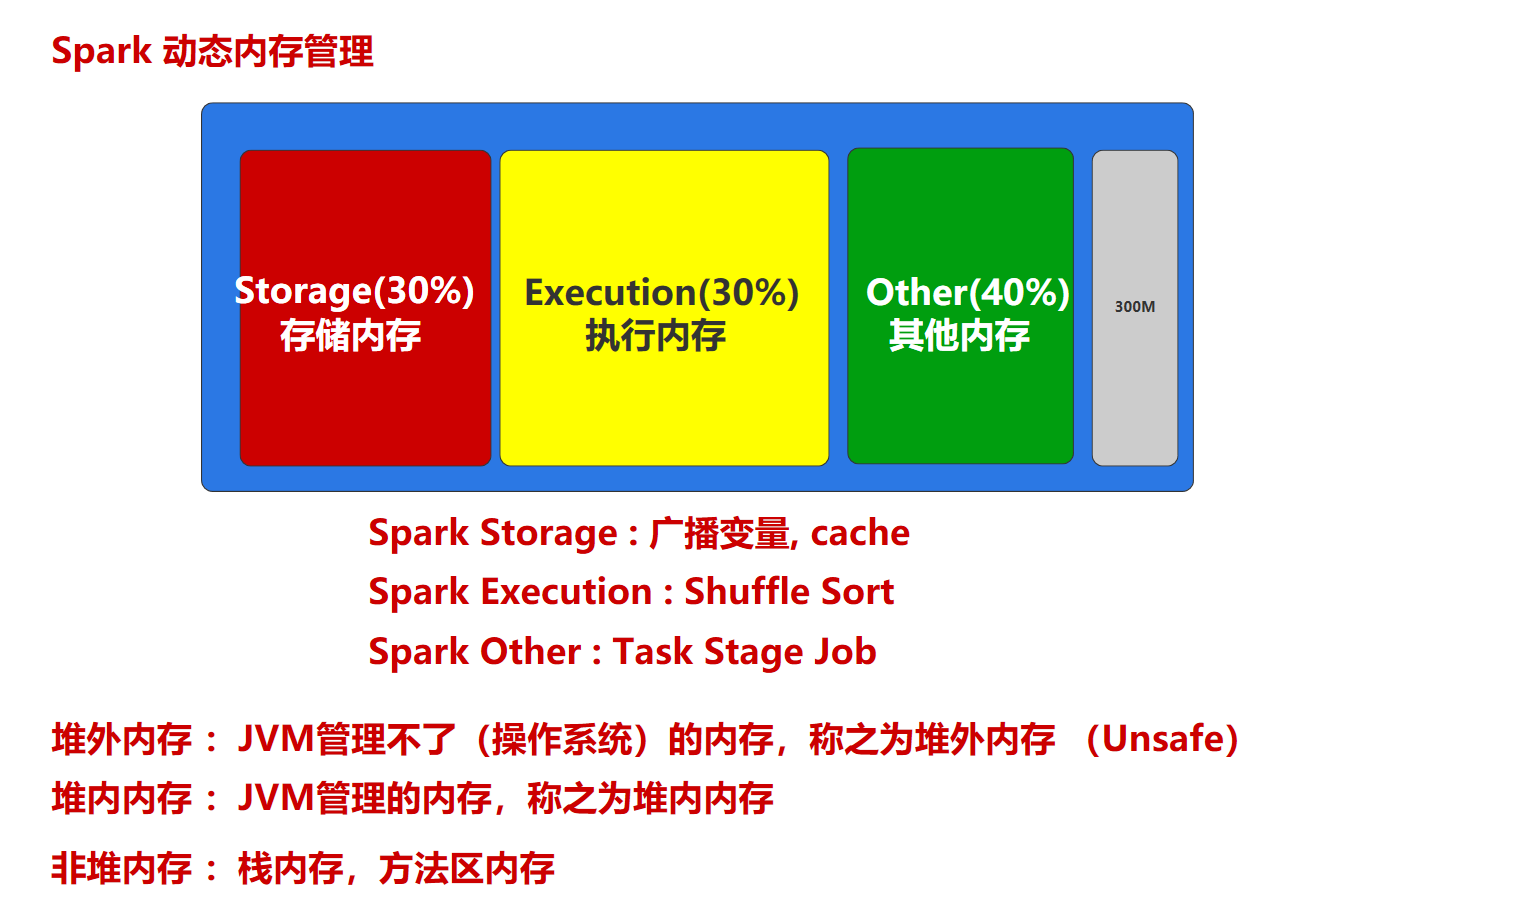 Spark 动态内存管理
Storage(30%)
存储内存
Execution(30%)
执行内存
Other(40%)
其他内存
300M
Spark Storage : 广播变量, cache
Spark Execution : Shuffle Sort
Spark Other : Task Stage Job
堆外内存 ： JVM管理不了（操作系统）的内存，称之为堆外内存 （Unsafe）
堆内内存 ： JVM管理的内存，称之为堆内内存
非堆内存 ： 栈内存，方法区内存